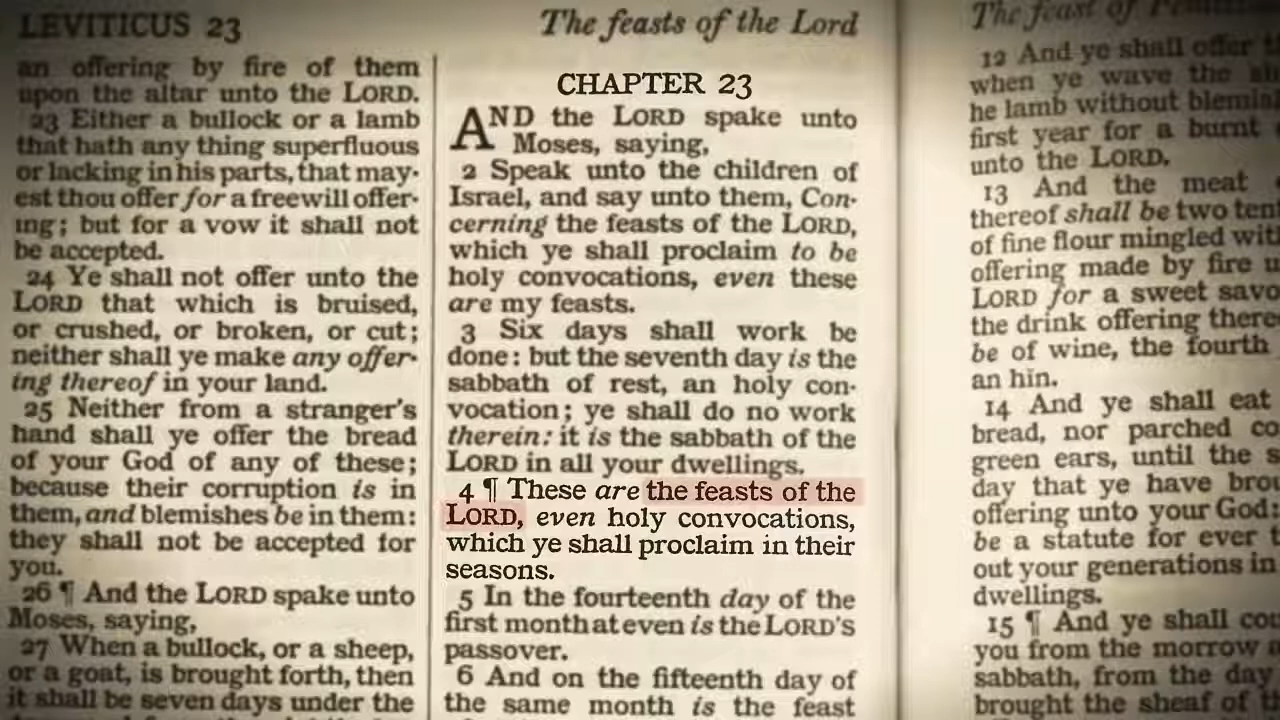 LEVITICUS 23
The feasts of the Lord
The feast of
an offering by fire of them
upon the altar unto the LORD.
23 Either a bullock or a lamb
that hath any thing superfluous
or lacking in his parts, that may-
est thou offer for a freewill offer-
ing; but for a vow it shall not
be accepted.
24 Ye shall not offer unto the
LORD that which is bruised,
or crushed, or broken, or cut;
neither shall ye make any offer-
ing thereof in your land.
25 Neither from a stranger's
hand shall ye offer the bread
of your God of any of these;
because their corruption is in
them, and blemishes be in them:
they shall not be accepted for
you.
26 ¶ And the LORD spake unto
Moses, saying,
27 When a bullock, or a sheep,
or a goat, is brought forth, then
it shall be seven days under the
CHAPTER 23
AND the LORD spake unto
Moses, saying,
2 Speak unto the children of
Israel, and say unto them, Con-
cerning the feasts of the LORD,
which ye shall proclaim to be
holy convocations, even these
are my feasts.
3 Six days shall work be
done: but the seventh day is the
sabbath of rest, an holy con-
vocation; ye shall do no work
therein: it is the sabbath of the
LORD in all your dwellings.
4 ¶ These are the feasts of the
LORD, even holy convocations,
which ye shall proclaim in their
seasons.
5 In the fourteenth day of the
first month at even is the LORD'S
passover.
6 And on the fifteenth day of
the same month is the feast
12 And ye shall offer
when ye wave the
he lamb without
first year for a burnt
unto the LORD.
13 And the meat
thereof shall be two
of fine flour mingled
offering made by fire
LORD for a sweet
the drink offering
be of wine, the fourth
an hin.
14 And ye shall eat
bread, nor parched
green ears, until the
day that ye have
offering unto your God:
be a statute for ever
out your generations in
dwellings.
15 ¶ And ye shall
you from the morrow
sabbath, from the day
brought the sheaf of